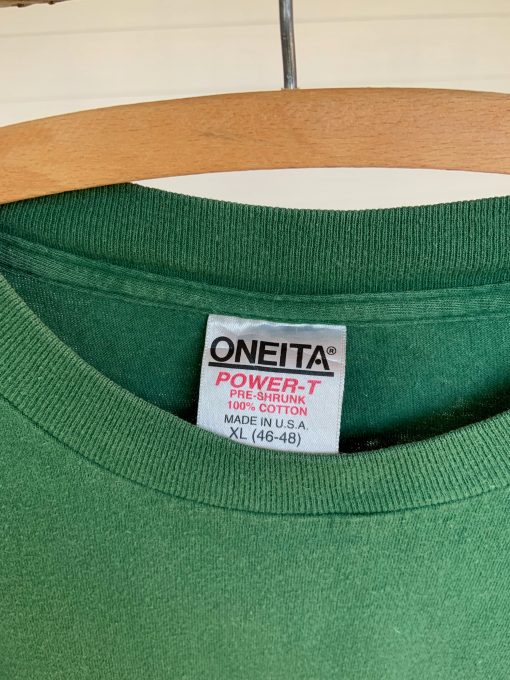 ONEITA®
POWER-T
PRE-SHRUNK
100% COTTON
MADE IN U.S.A.
XL (46-48)